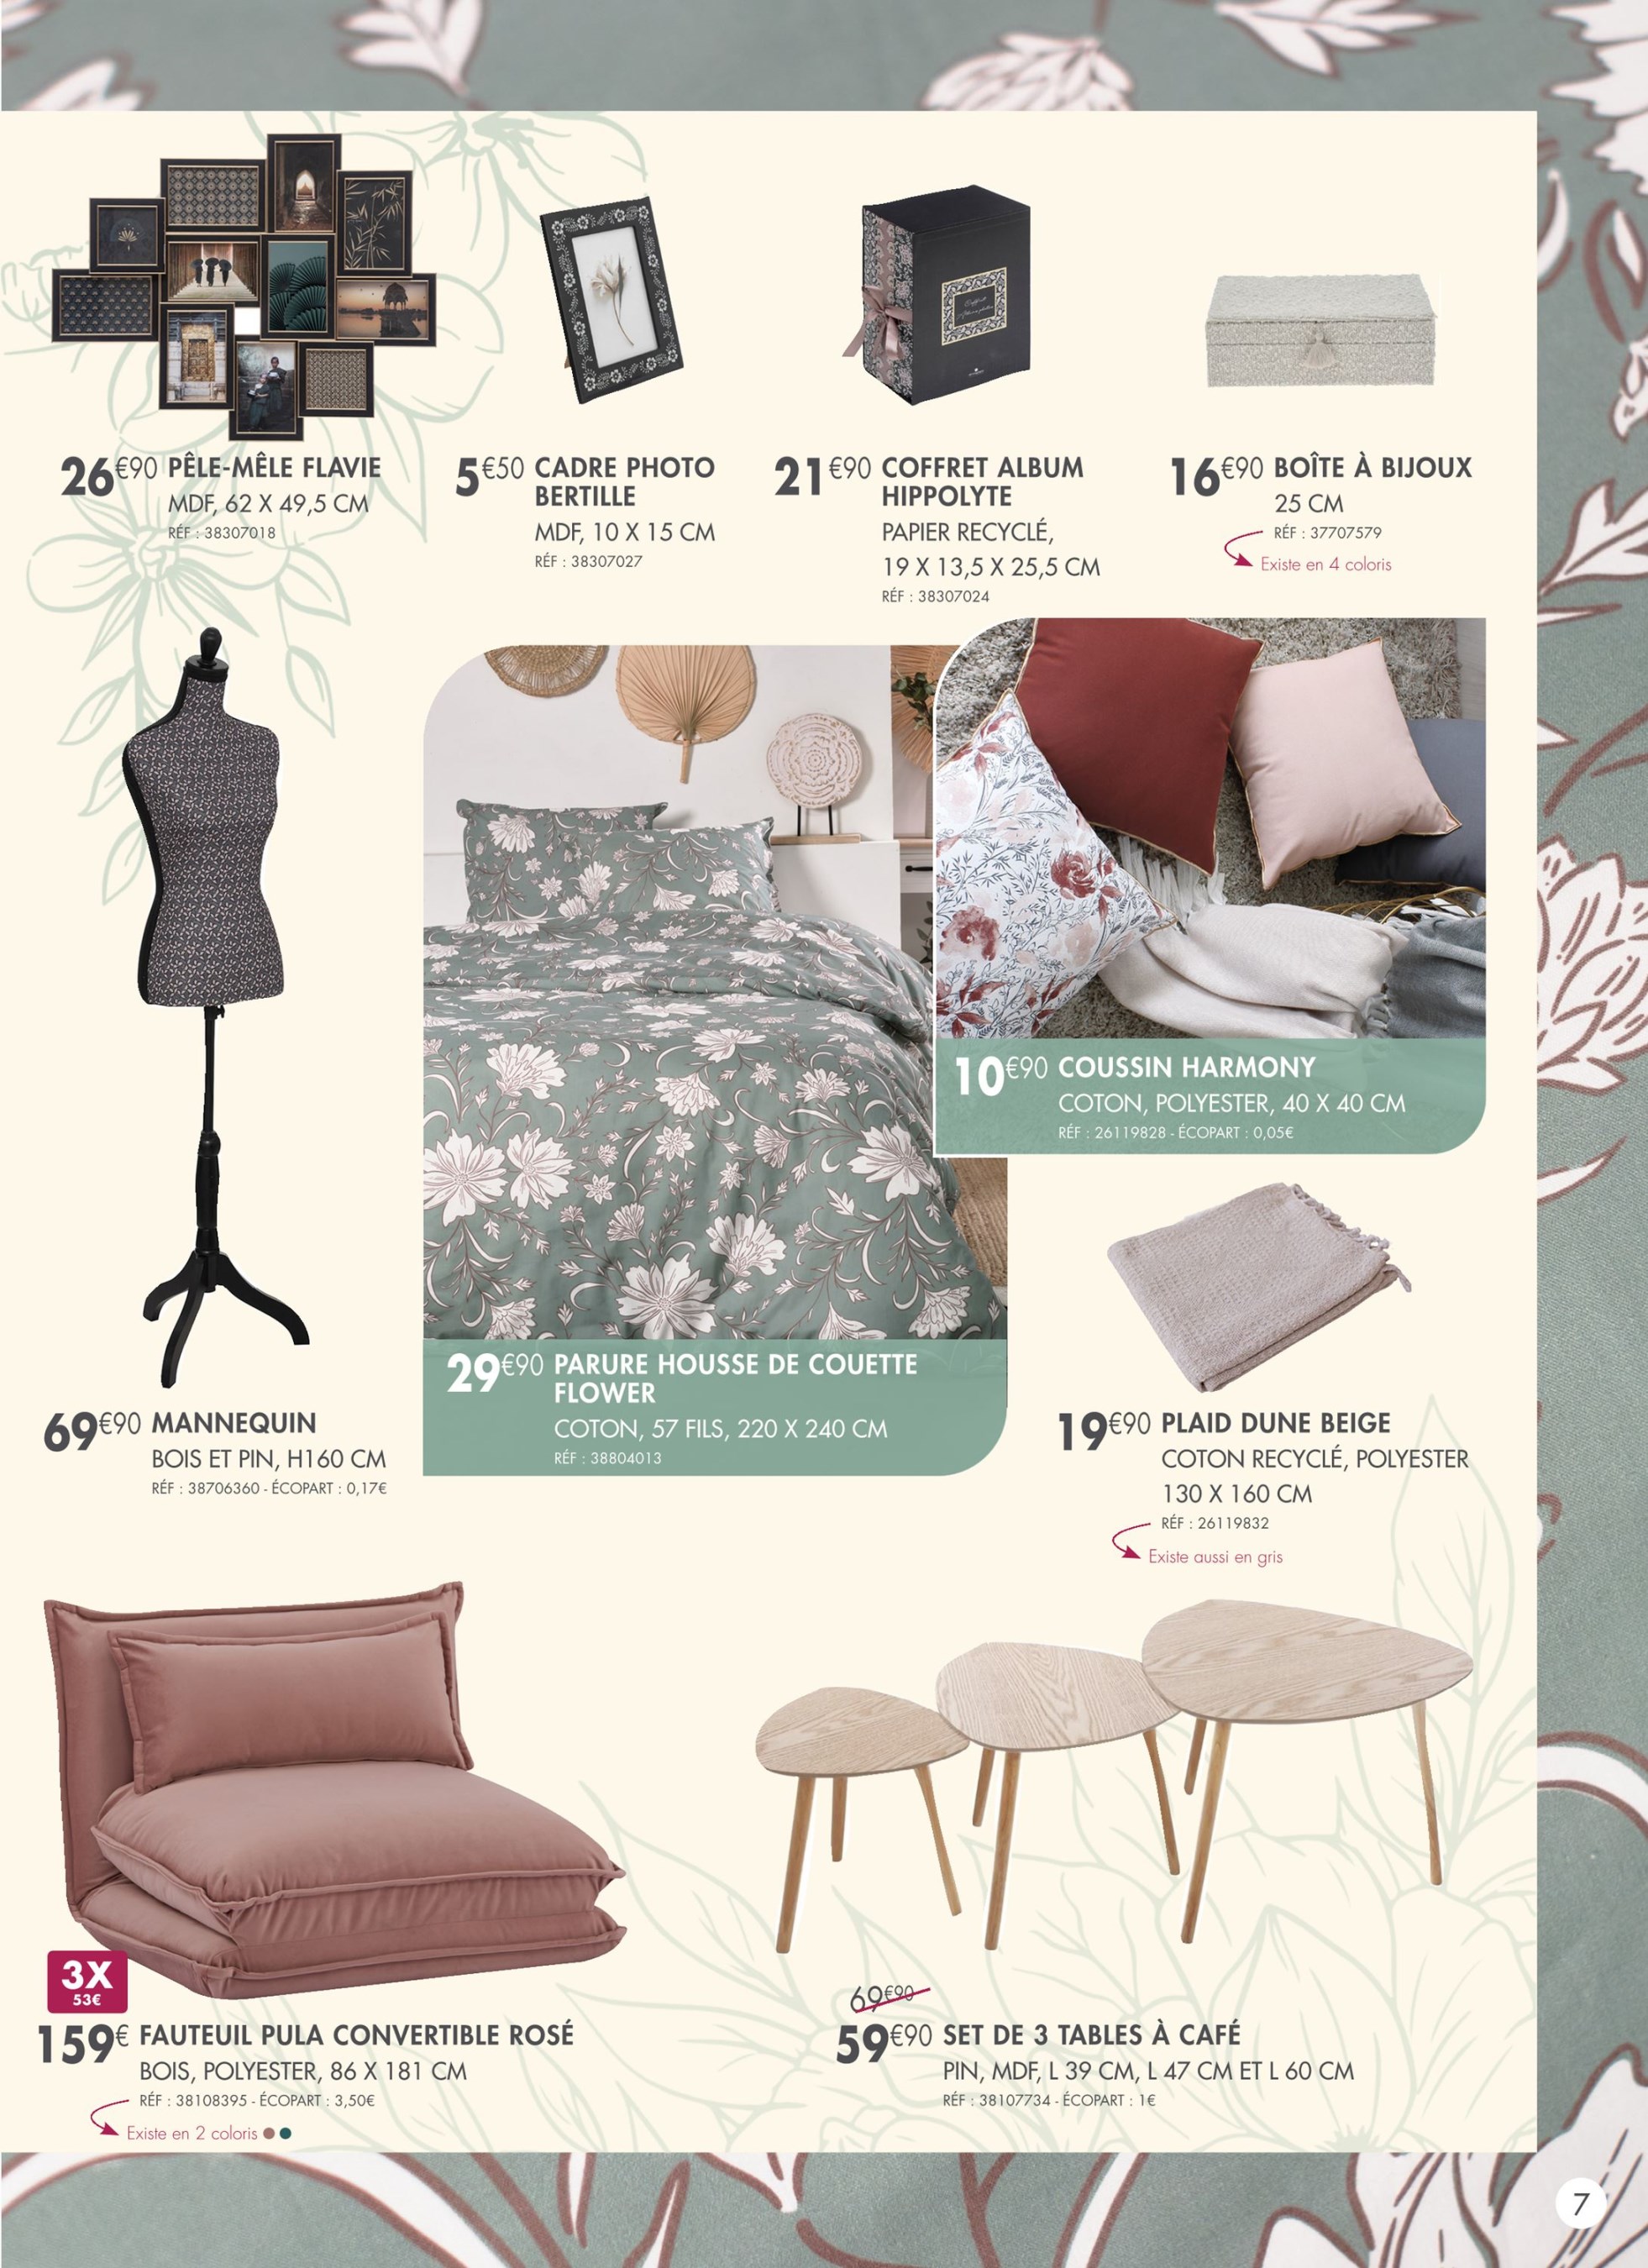 26€90 PÊLE-MÊLE FLAVIE
MDF, 62 X 49,5 CM
RÉF : 38307018
5€50 CADRE PHOTO
BERTILLE
MDF, 10 X 15 CM
RÉF : 38307027
21€90 COFFRET ALBUM
HIPPOLYTE
PAPIER RECYCLÉ,
19 X 13,5 X 25,5 CM
RÉF : 38307024
16€90 BOÎTE À BIJOUX
25 CM
RÉF : 37707579
Existe en 4 coloris
10€90 COUSSIN HARMONY
COTON, POLYESTER, 40 X 40 CM
RÉF : 26119828 - ÉCOPART : 0,05€
29€90 PARURE HOUSSE DE COUETTE
FLOWER
COTON, 57 FILS, 220 X 240 CM
RÉF : 38804013
69€90 MANNEQUIN
BOIS ET PIN, H160 CM
RÉF : 38706360 - ÉCOPART : 0,17€
19€90 PLAID DUNE BEIGE
COTON RECYCLÉ, POLYESTER
130 X 160 CM
RÉF : 26119832
Existe aussi en gris
3X
53€
159€ FAUTEUIL PULA CONVERTIBLE ROSÉ
BOIS, POLYESTER, 86 X 181 CM
RÉF : 38108395 - ÉCOPART : 3,50€
Existe en 2 coloris
69€90
59€90 SET DE 3 TABLES À CAFÉ
PIN, MDF, L 39 CM, L 47 CM ET L 60 CM
RÉF : 38107734 - ÉCOPART : 1€
7